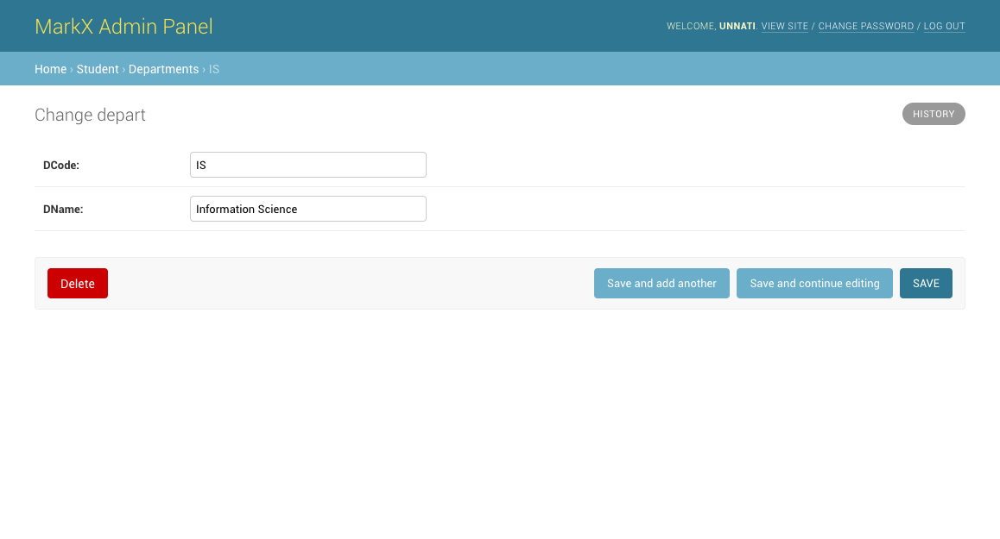 MarkX Admin Panel
WELCOME, UNNATI. VIEW SITE / CHANGE PASSWORD / LOG OUT
Home › Student › Departments › IS
Change depart
HISTORY
DCode:
IS
DName:
Information Science
Delete
Save and add another
Save and continue editing
SAVE